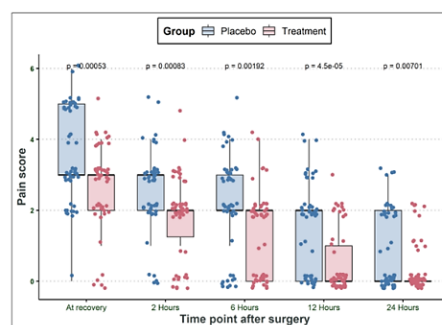 Group Placebo Treatment
p = 0.00053 p = 0.00083 p = 0.00192 p = 4.5e-05 p = 0.00701
6
4
2
0
Pain score
At recovery 2 Hours 6 Hours 12 Hours 24 Hours
Time point after surgery